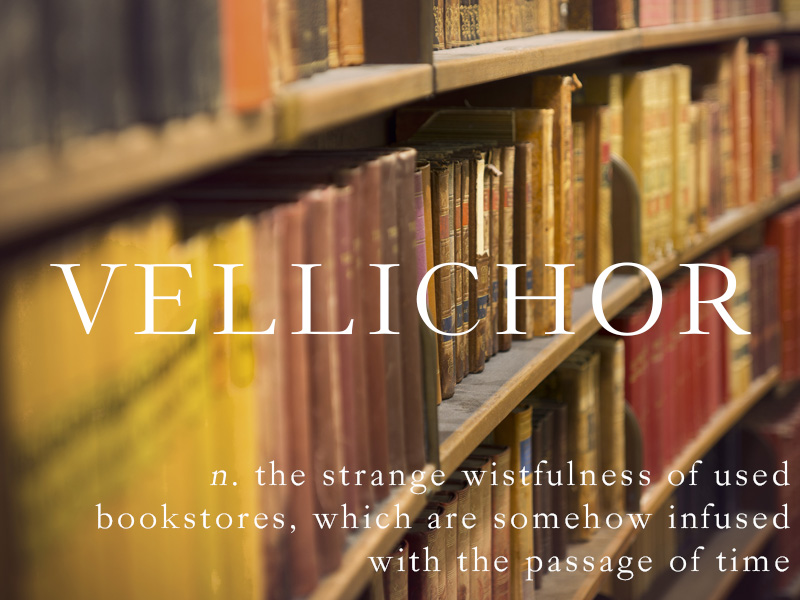 VELLICHOR
n. the strange wistfulness of used
bookstores, which are somehow infused
with the passage of time